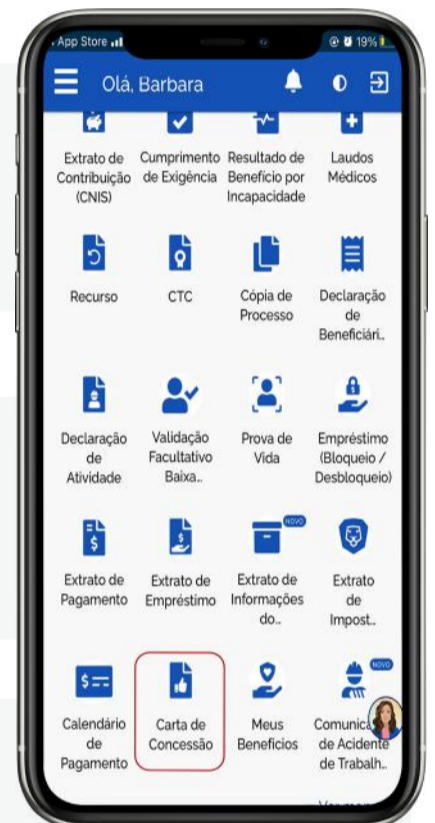 App Store
19%
Olá, Barbara
Extrato de Contribuição (CNIS)
Cumprimento de Exigência
Resultado de Benefício por Incapacidade
Laudos Médicos
Recurso
CTC
Cópia de Processo
Declaração de Beneficiári..
Declaração de Atividade
Validação Facultativo Baixa..
Prova de Vida
Empréstimo (Bloqueio / Desbloqueio)
Extrato de Pagamento
Extrato de Empréstimo
NOVO
Extrato de Informações do..
Extrato de Impost..
Calendário de Pagamento
Carta de Concessão
Meus Benefícios
NOVO
de Acidente de Trabalh..